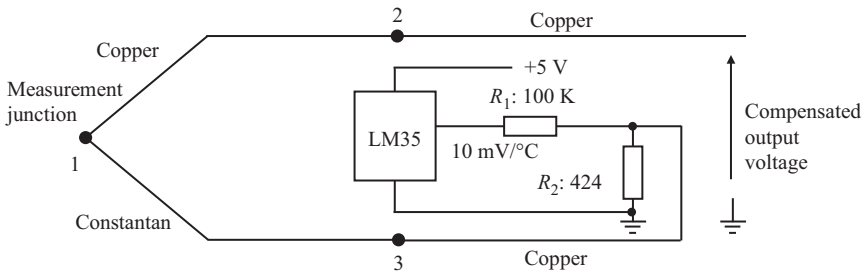 2
Copper
Copper
+5 V
Measurement
junction
R1: 100 K
Compensated
output
voltage
LM35
10 mV/°C
1
R2: 424
Constantan
3
Copper